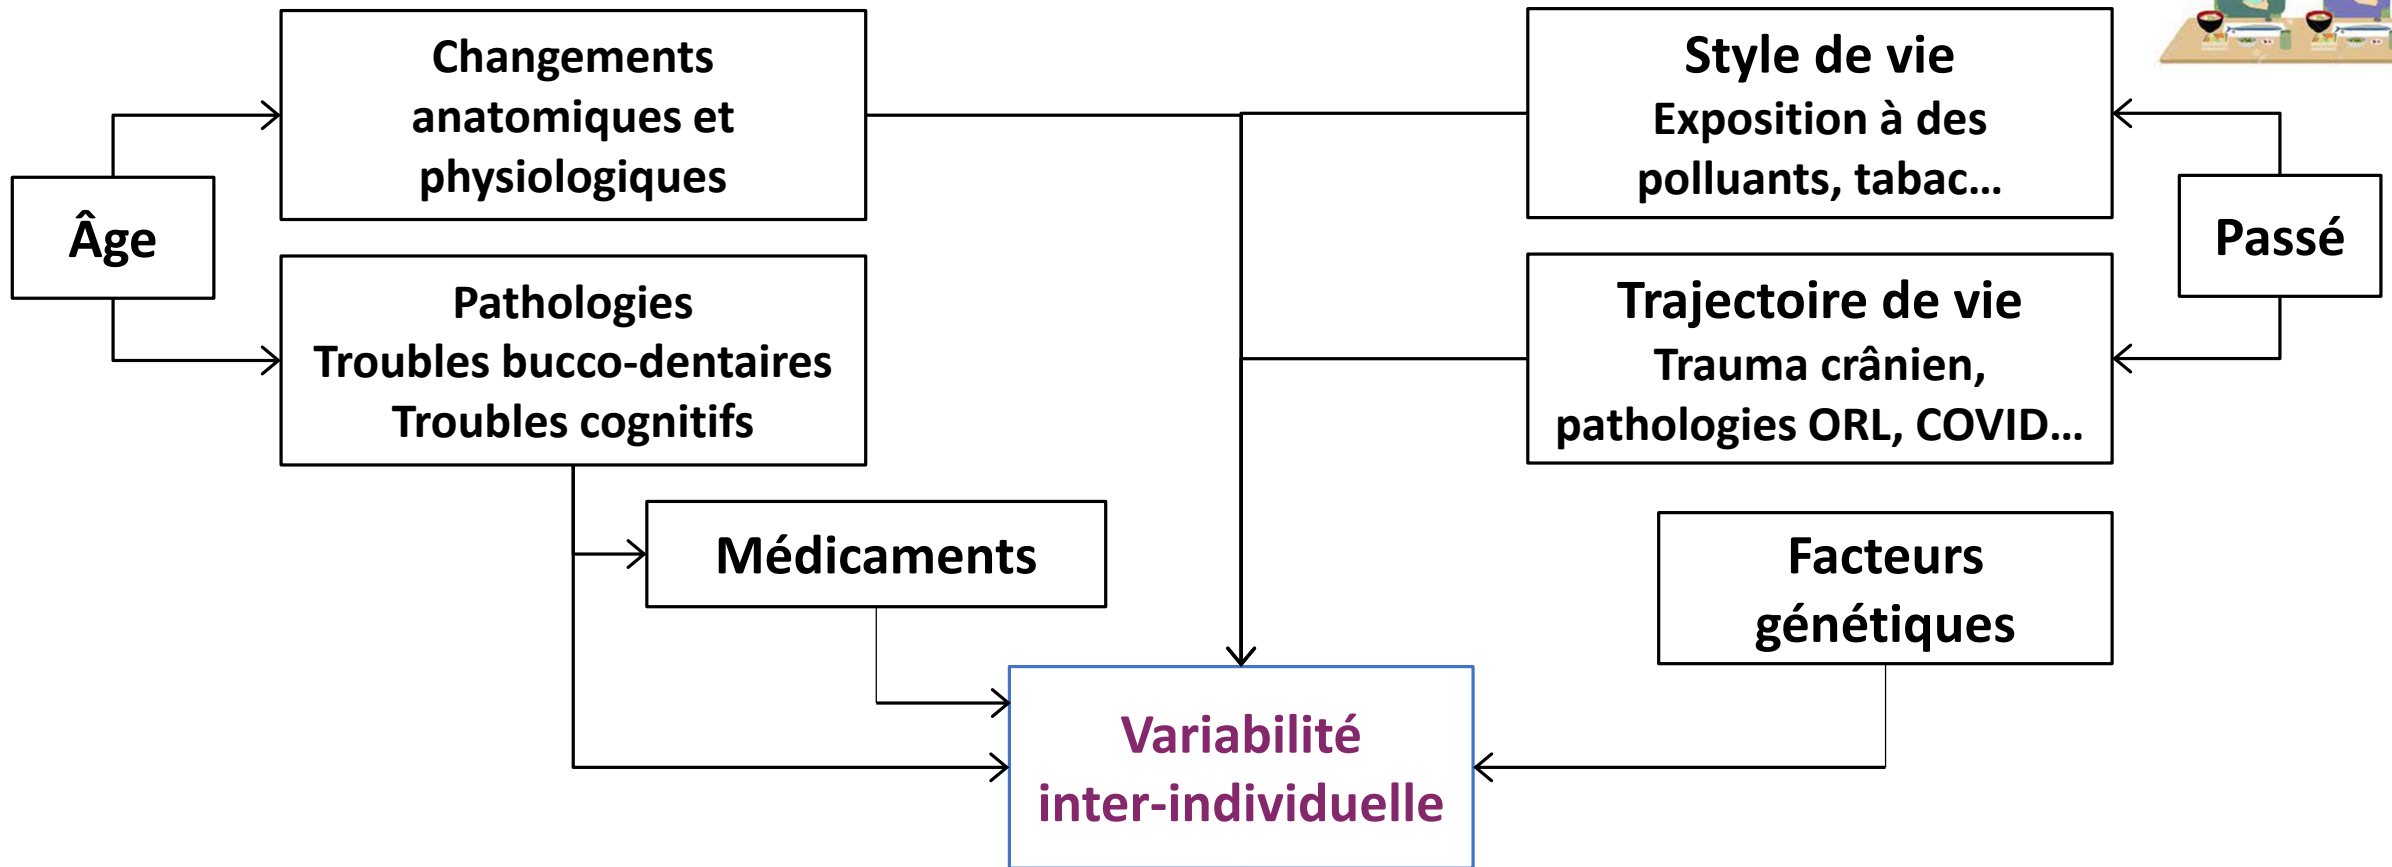 Changements
anatomiques et
physiologiques
Style de vie
Exposition à des
polluants, tabac…
Âge
Passé
Pathologies
Troubles bucco-dentaires
Troubles cognitifs
Trajectoire de vie
Trauma crânien,
pathologies ORL, COVID…
Médicaments
Facteurs
génétiques
Variabilité
inter-individuelle